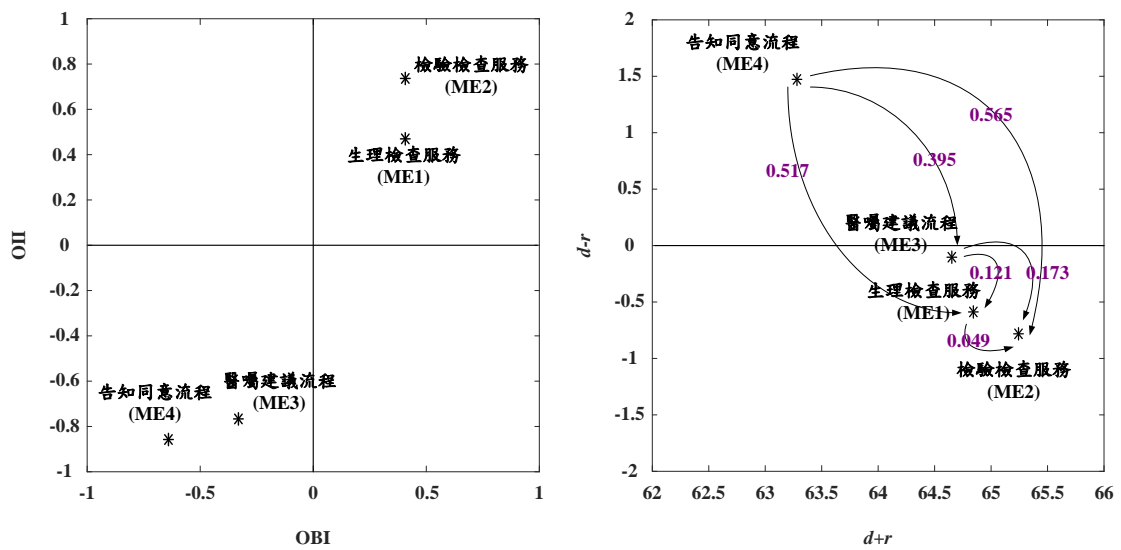 1
0.8
0.6
0.4
0.2
0
-0.2
-0.4
-0.6
-0.8
-1
-1
-0.5
0
0.5
1
OII
OBI
檢驗檢查服務
(ME2)
生理檢查服務
(ME1)
告知同意流程
(ME4)
醫囑建議流程
(ME3)
2
1.5
1
0.5
0
-0.5
-1
-1.5
-2
62
62.5
63
63.5
64
64.5
65
65.5
66
d-r
d+r
告知同意流程
(ME4)
0.565
0.395
0.517
醫囑建議流程
(ME3)
0.121
0.173
生理檢查服務
(ME1)
0.049
檢驗檢查服務
(ME2)